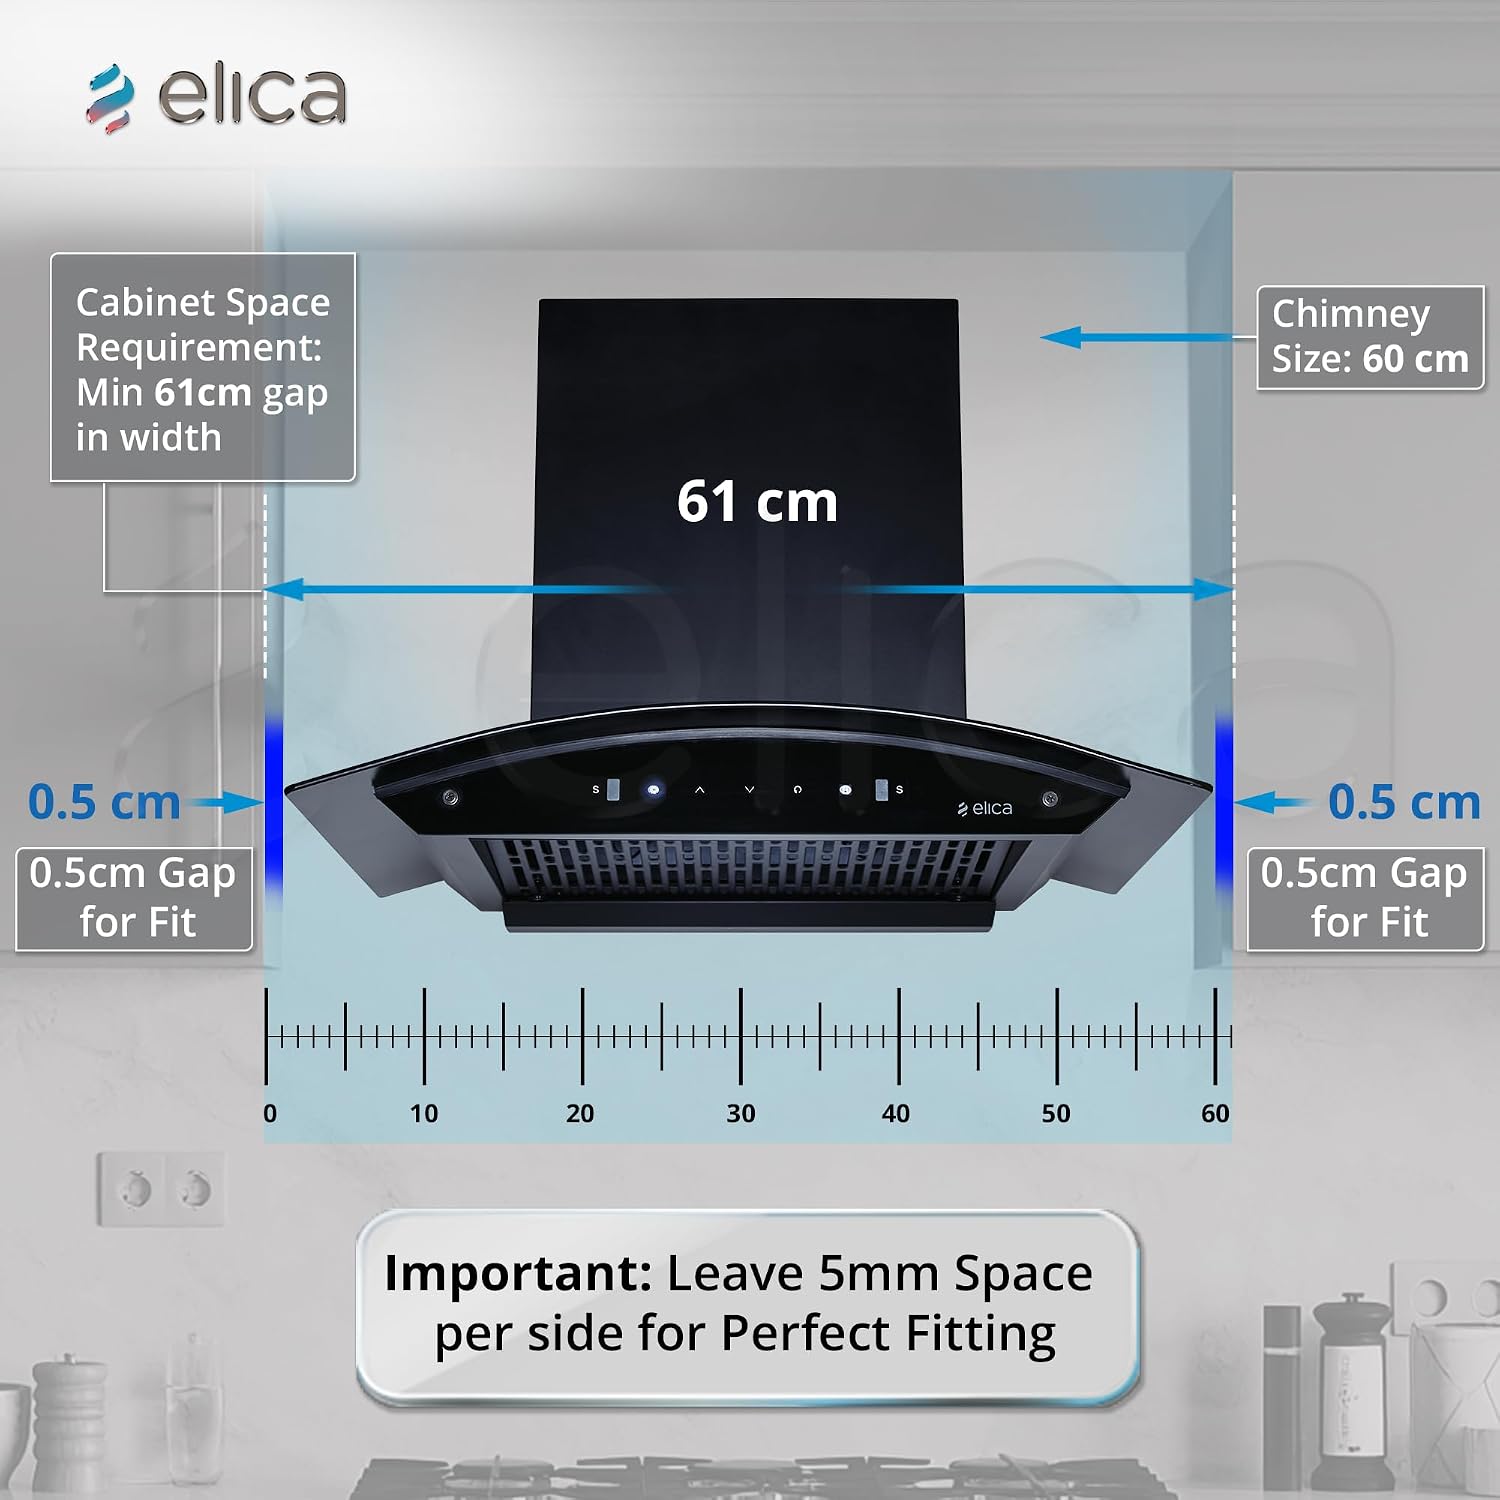 elica
Cabinet Space
Requirement:
Min 61cm gap
in width
Chimney
Size: 60 cm
61 cm
elica
0.5 cm
0.5 cm
0.5cm Gap
for Fit
0.5cm Gap
for Fit
S
S
elica
0 10 20 30 40 50 60
Important: Leave 5mm Space
per side for Perfect Fitting